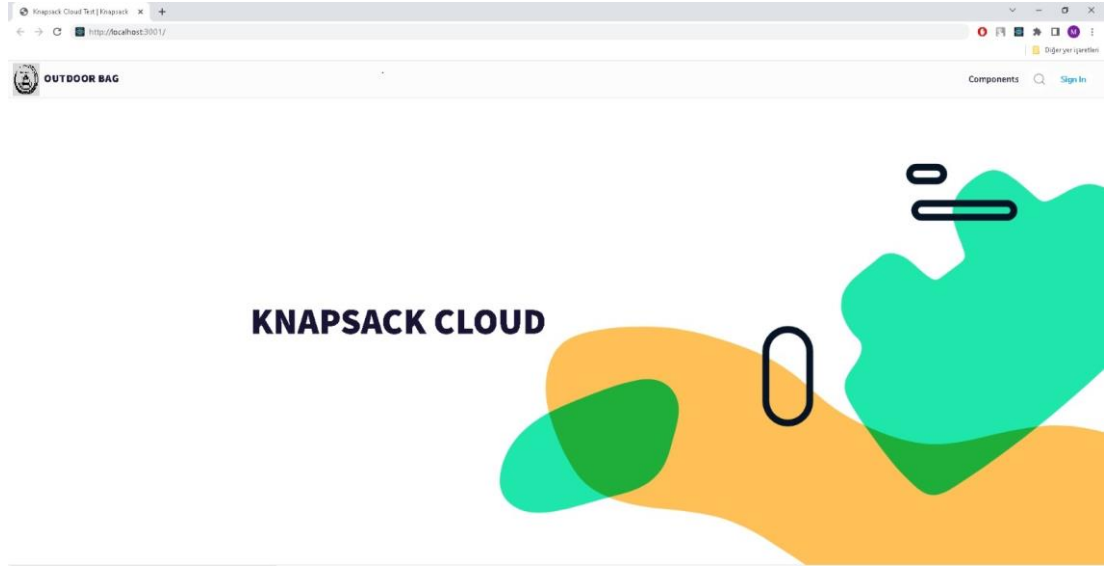 Knapsack Cloud Test | Knapsack
http://localhost:3001/
M
Diğer yer işaretleri
OUTDOOR BAG
Components
Sign In
KNAPSACK CLOUD